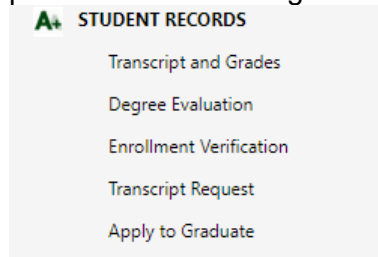 A+ STUDENT RECORDS
Transcript and Grades
Degree Evaluation
Enrollment Verification
Transcript Request
Apply to Graduate